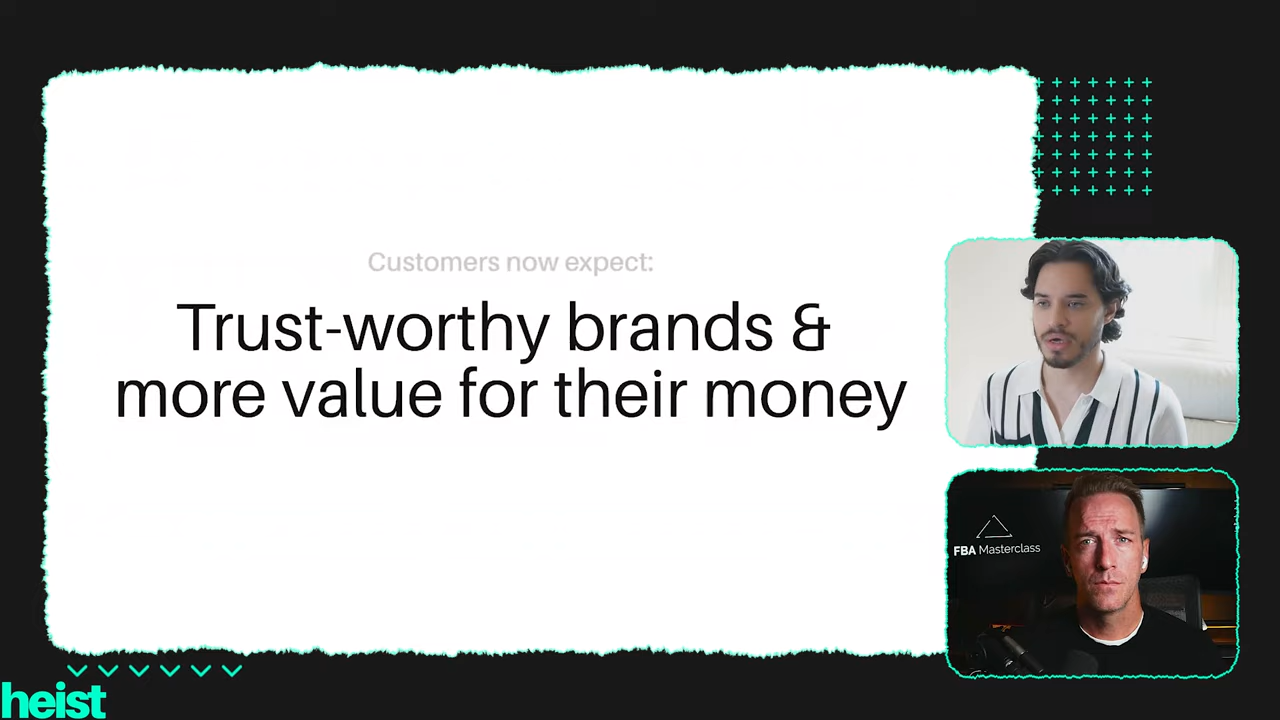 Customers now expect:
Trust-worthy brands &
more value for their money
FBA Masterclass
heist